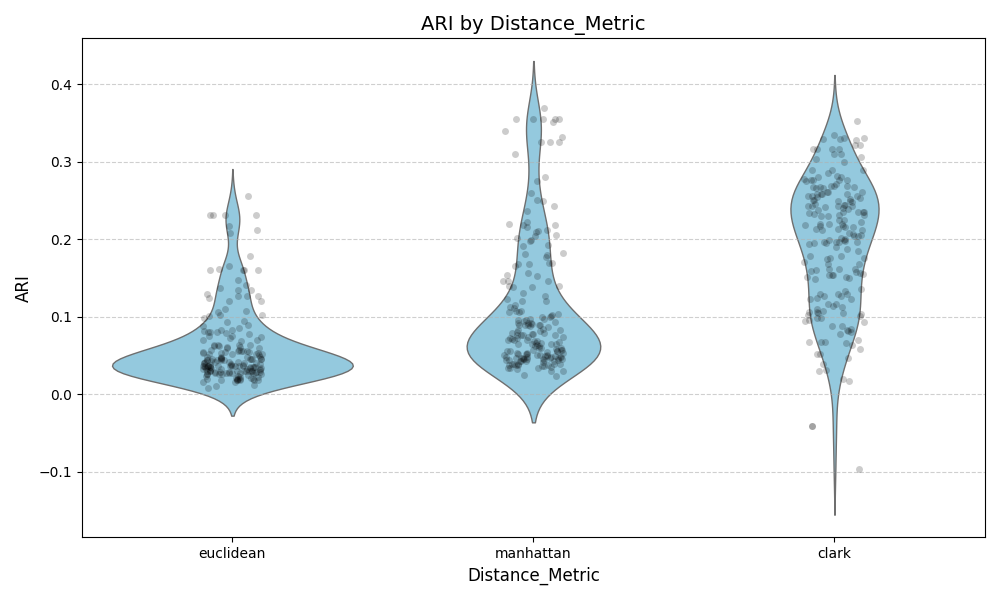 ARI by Distance_Metric
ARI
0.4
0.3
0.2
0.1
0.0
−0.1
euclidean
manhattan
clark
Distance_Metric